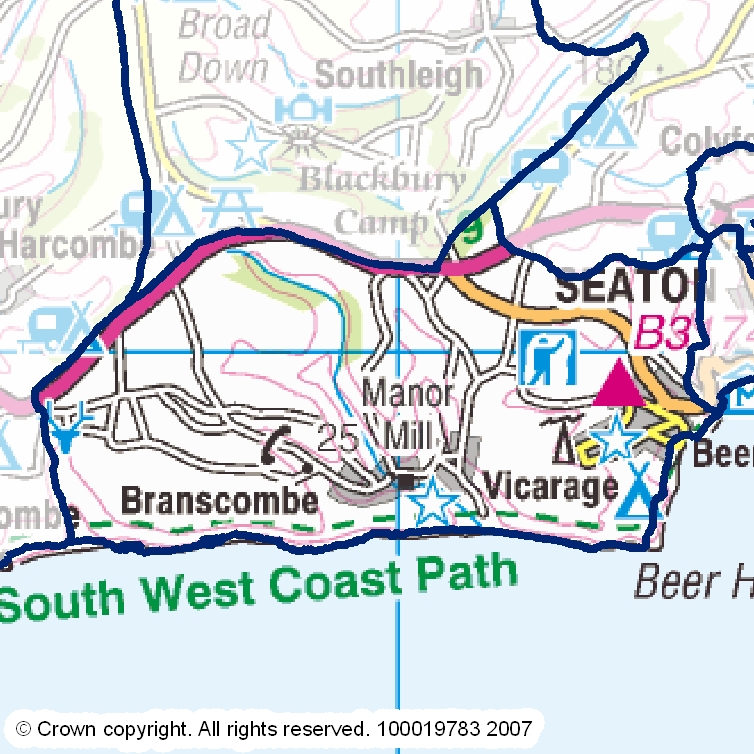 Broad
Down
Southleigh
180
Colyfo
Blackbury
Camp
ury
Harcombe
9
SEATON
B3
174
Manor
Mill
25
Branscombe
Vicarage
Beer
ombe
South West Coast Path
Beer H
© Crown copyright. All rights reserved. 100019783 2007